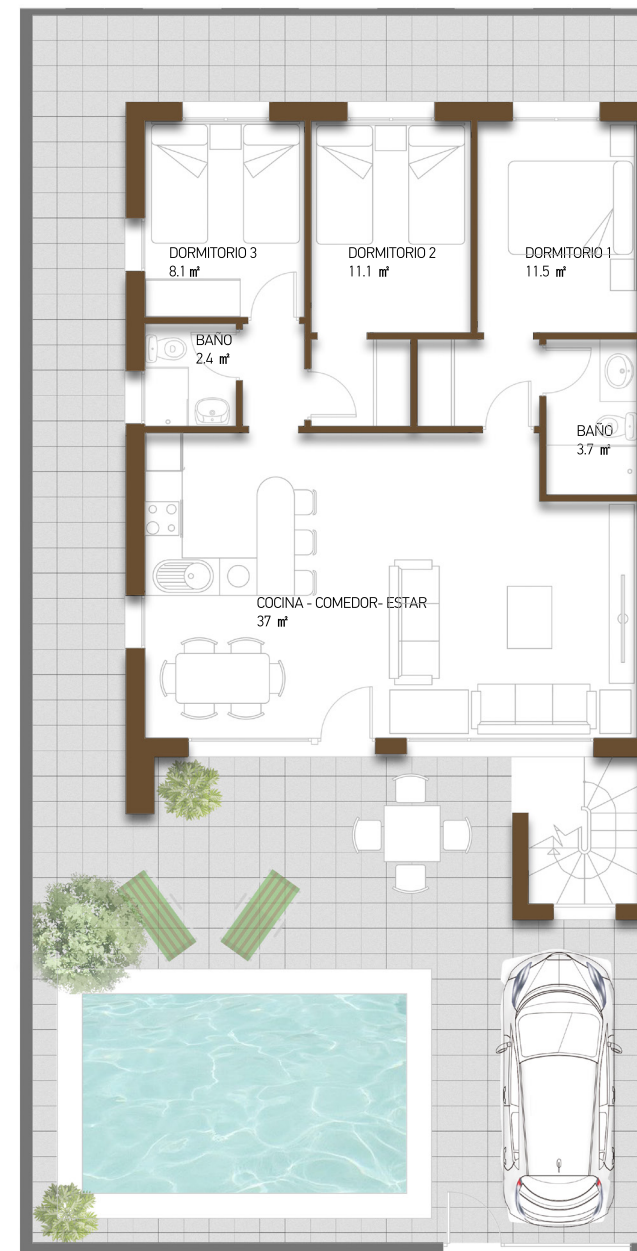 DORMITORIO 3
8.1 m²
DORMITORIO 2
11.1 m²
DORMITORIO 1
11.5 m²
BAÑO
2.4 m²
BAÑO
3.7 m²
COCINA - COMEDOR- ESTAR
37 m²